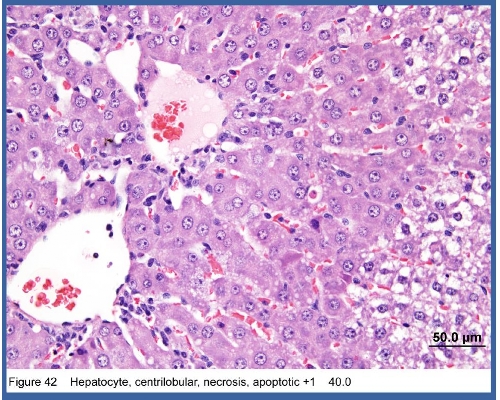 50.0 µm
Figure 42 Hepatocyte, centrilobular, necrosis, apoptotic +1 40.0